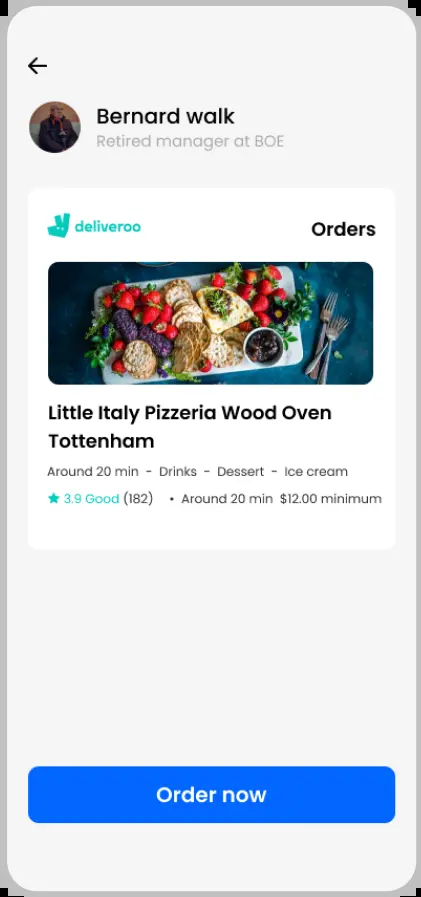 Bernard walk
Retired manager at BOE
deliveroo
Orders
Little Italy Pizzeria Wood Oven
Tottenham
Around 20 min - Drinks - Dessert - Ice cream
3.9 Good (182) • Around 20 min $12.00 minimum
Order now